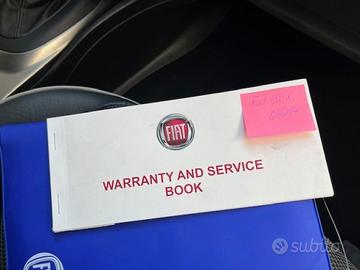 FIAT
WARRANTY AND SERVICE
BOOK
subito